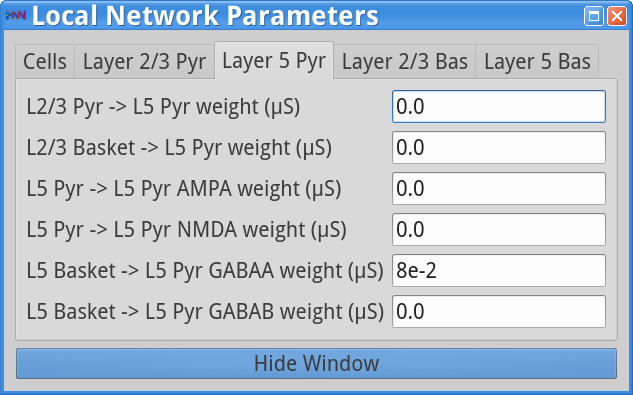 HNN Local Network Parameters
Cells Layer 2/3 Pyr Layer 5 Pyr Layer 2/3 Bas Layer 5 Bas
L2/3 Pyr -> L5 Pyr weight (µS) 0.0
L2/3 Basket -> L5 Pyr weight (µS) 0.0
L5 Pyr -> L5 Pyr AMPA weight (µS) 0.0
L5 Pyr -> L5 Pyr NMDA weight (µS) 0.0
L5 Basket -> L5 Pyr GABAA weight (µS) 8e-2
L5 Basket -> L5 Pyr GABAB weight (µS) 0.0
Hide Window